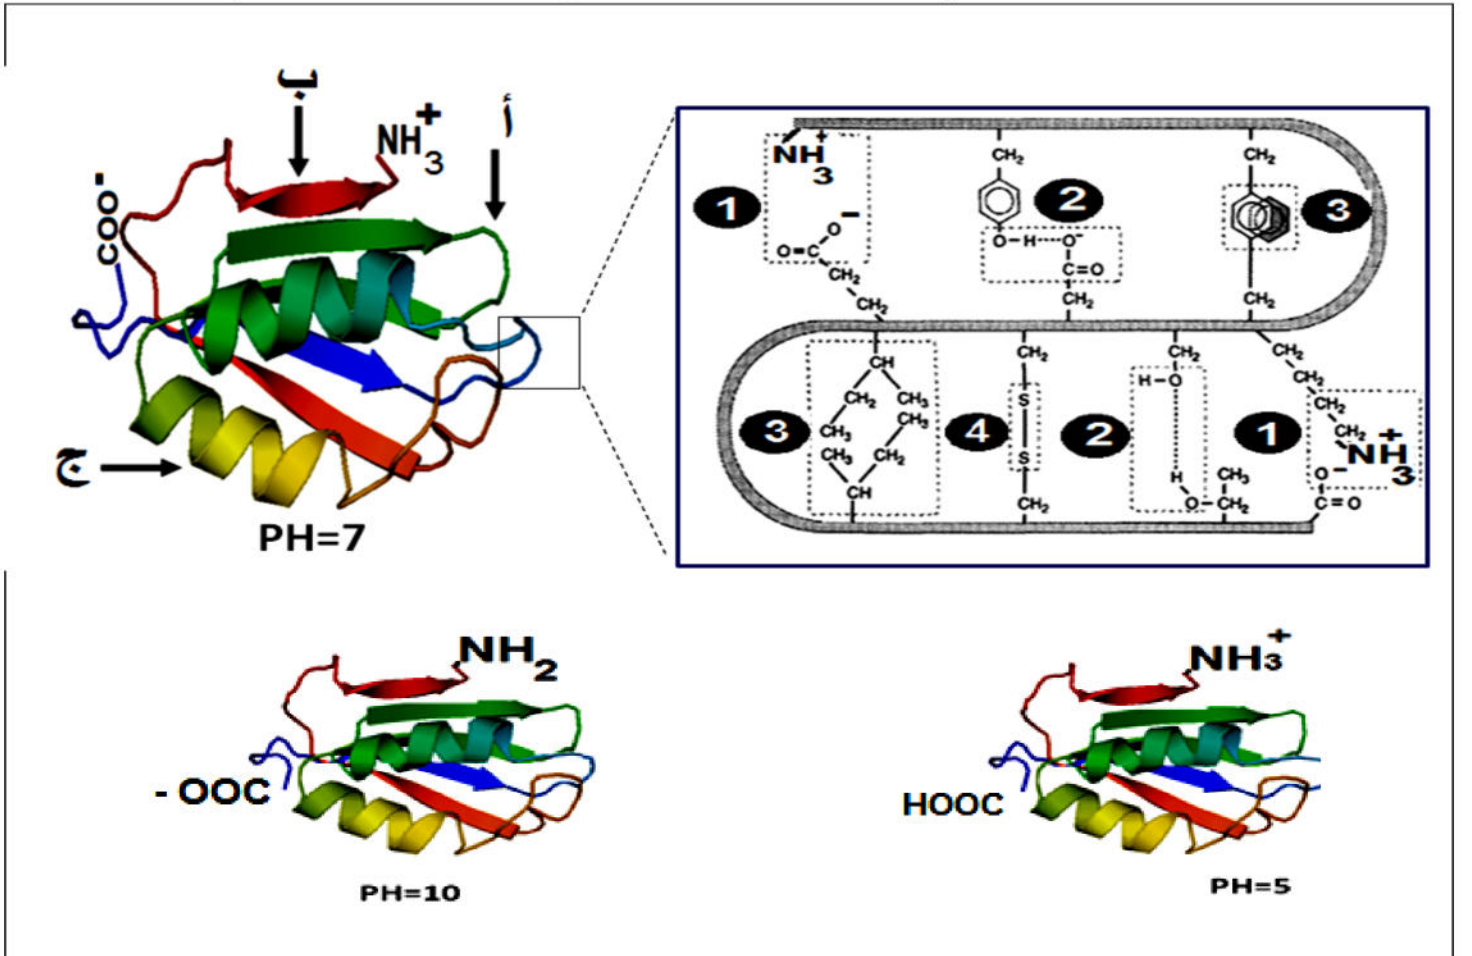 ب
أ
NH3+
COO-
ج
PH=7
NH3+
1
O-
O=C
CH2
CH2
CH2
2
O-H
O-
C=O
CH2
CH2
3
CH2
CH
CH2
CH3
CH3
3
CH3
CH3
CH2
CH
CH2
S
4
S
CH2
CH2
H-O
2
H
CH3
O-CH2
CH2
CH2
CH2
1
CH2
NH3+
O-
C=O
NH2
- OOC
PH=10
NH3+
HOOC
PH=5